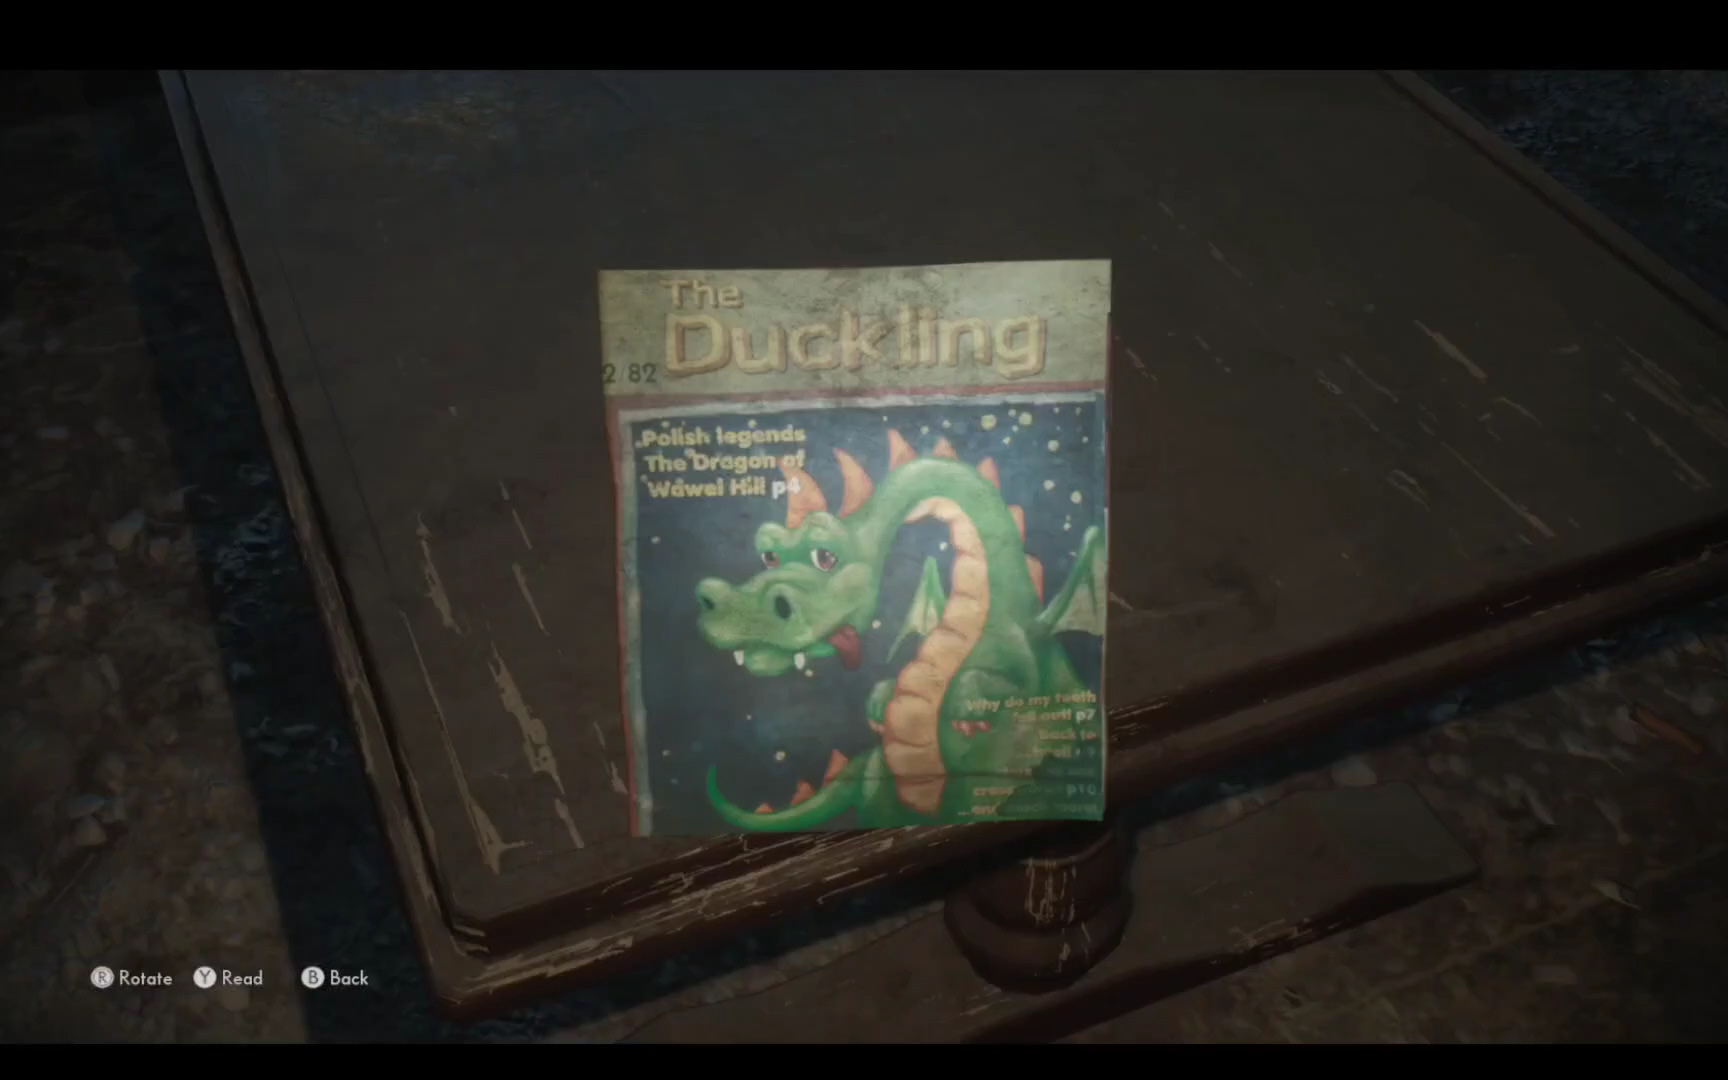 The
Duckling
2/82
Polish legends
The Dragon of
Wawel Hill p4
Why do my teeth
fall out! p7
Back to
p10
R Rotate Y Read B Back